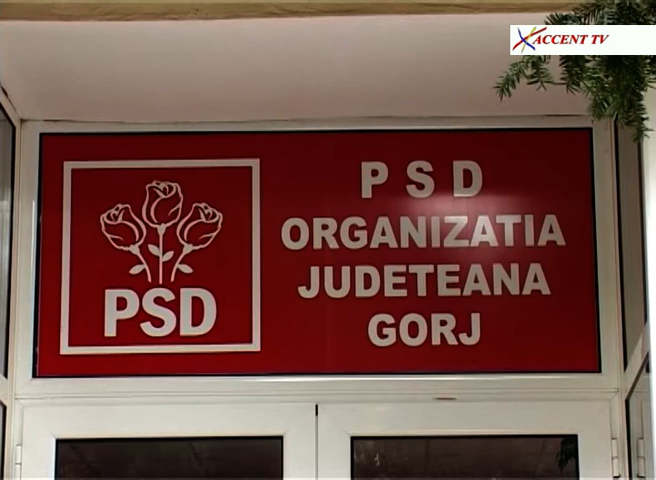 ACCENT TV
PSD
P S D
ORGANIZATIA
JUDETEANA
GORJ